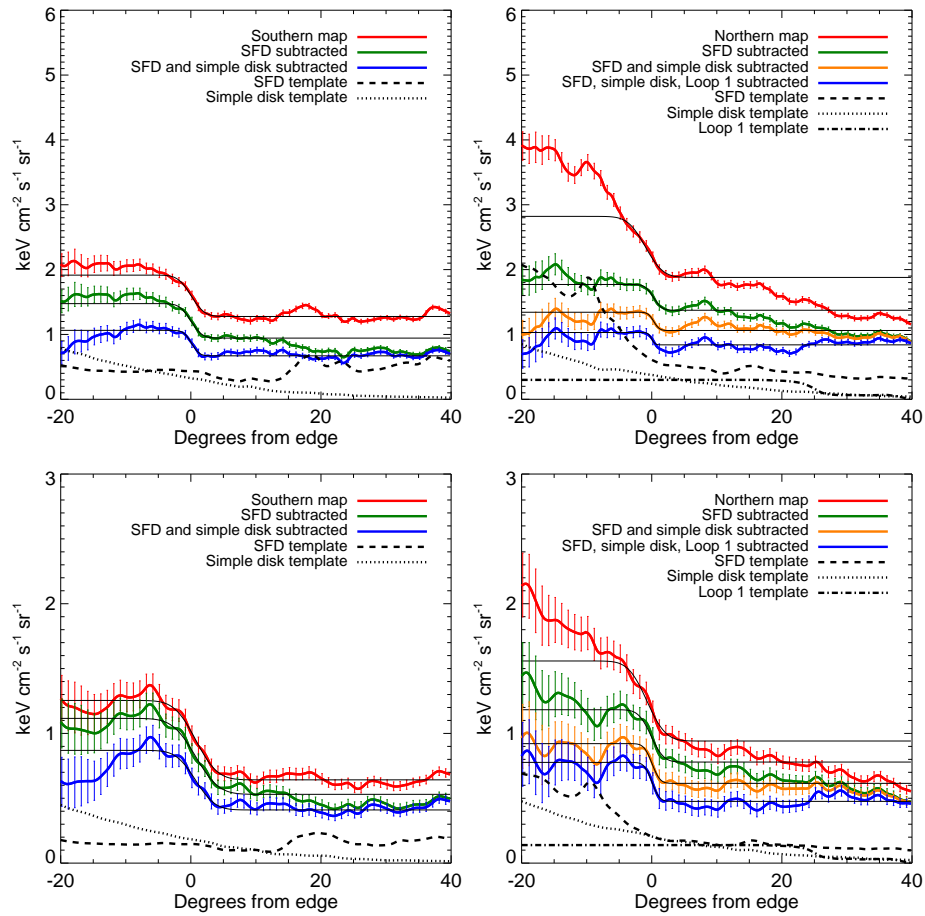 6
5
4
3
2
1
0
keV cm-2 s-1 sr-1
Southern map
SFD subtracted
SFD and simple disk subtracted
SFD template
Simple disk template
-20 0 20 40
Degrees from edge
6
5
4
3
2
1
0
keV cm-2 s-1 sr-1
Northern map
SFD subtracted
SFD and simple disk subtracted
SFD, simple disk, Loop 1 subtracted
SFD template
Simple disk template
Loop 1 template
-20 0 20 40
Degrees from edge
3
2
1
0
keV cm-2 s-1 sr-1
Southern map
SFD subtracted
SFD and simple disk subtracted
SFD template
Simple disk template
-20 0 20 40
Degrees from edge
3
2
1
0
keV cm-2 s-1 sr-1
Northern map
SFD subtracted
SFD and simple disk subtracted
SFD, simple disk, Loop 1 subtracted
SFD template
Simple disk template
Loop 1 template
-20 0 20 40
Degrees from edge